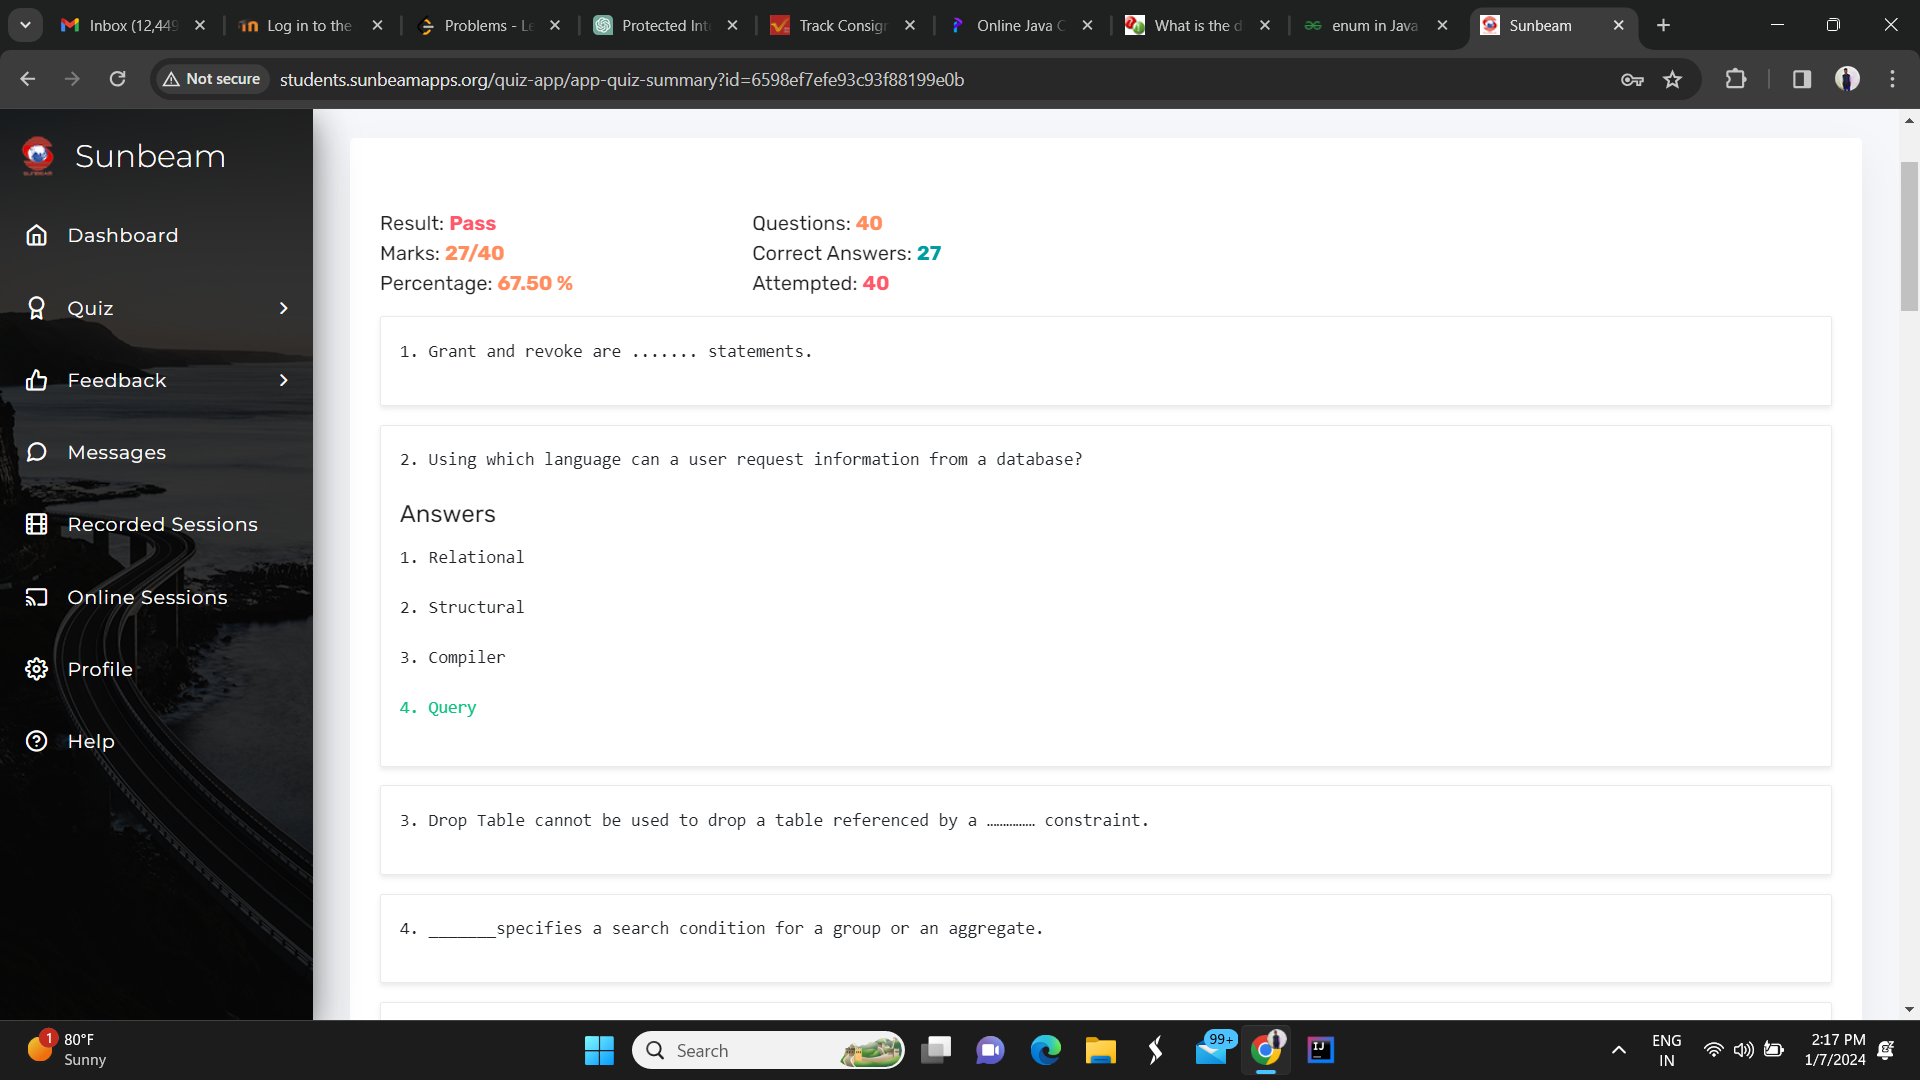 Inbox (12,449
Log in to the
Problems - Le
Protected Inte
Track Consign
Online Java C
What is the d
enum in Java
Sunbeam
Not secure
students.sunbeamapps.org/quiz-app/app-quiz-summary?id=6598ef7efe93c93f88199e0b
Sunbeam
Dashboard
Quiz
Feedback
Messages
Recorded Sessions
Online Sessions
Profile
Help
Result: Pass
Questions: 40
Marks: 27/40
Correct Answers: 27
Percentage: 67.50 %
Attempted: 40
1. Grant and revoke are ....... statements.
2. Using which language can a user request information from a database?
Answers
1. Relational
2. Structural
3. Compiler
4. Query
3. Drop Table cannot be used to drop a table referenced by a …………… constraint.
4. _______specifies a search condition for a group or an aggregate.
1
80°F
Sunny
Search
99+
IJ
ENG
IN
2:17 PM
1/7/2024